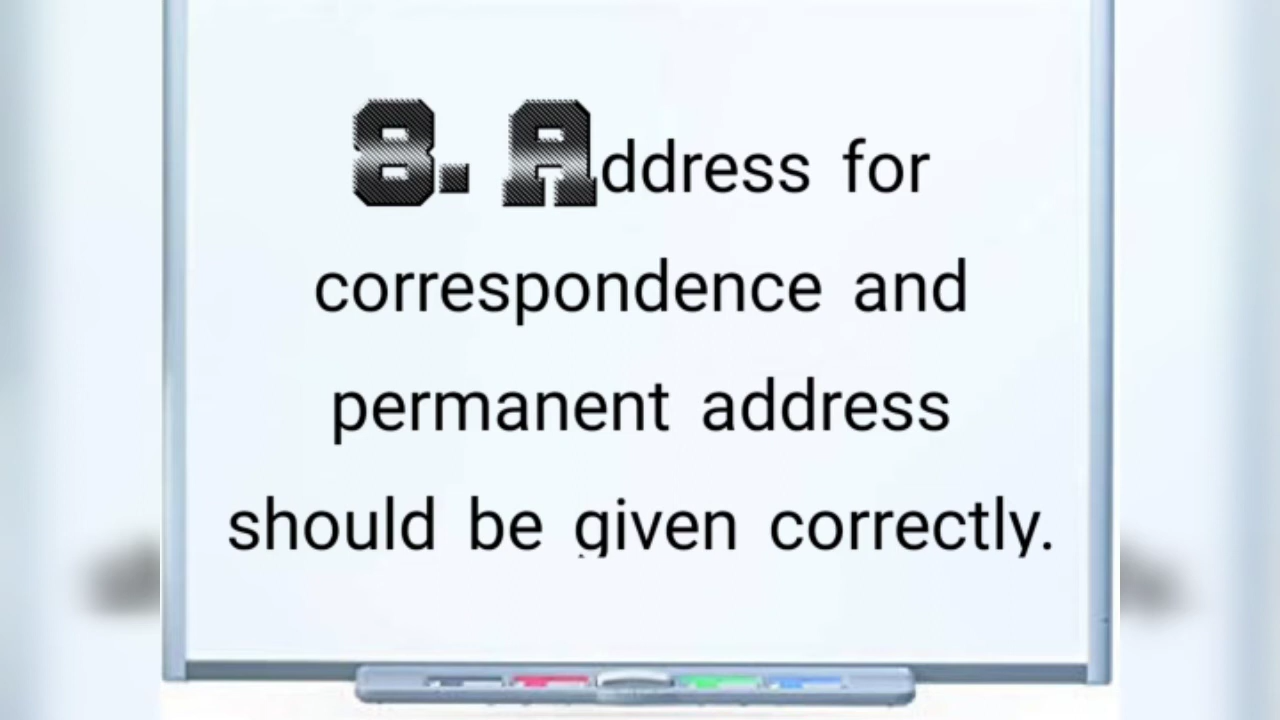 8. Address for
correspondence and
permanent address
should be given correctly.